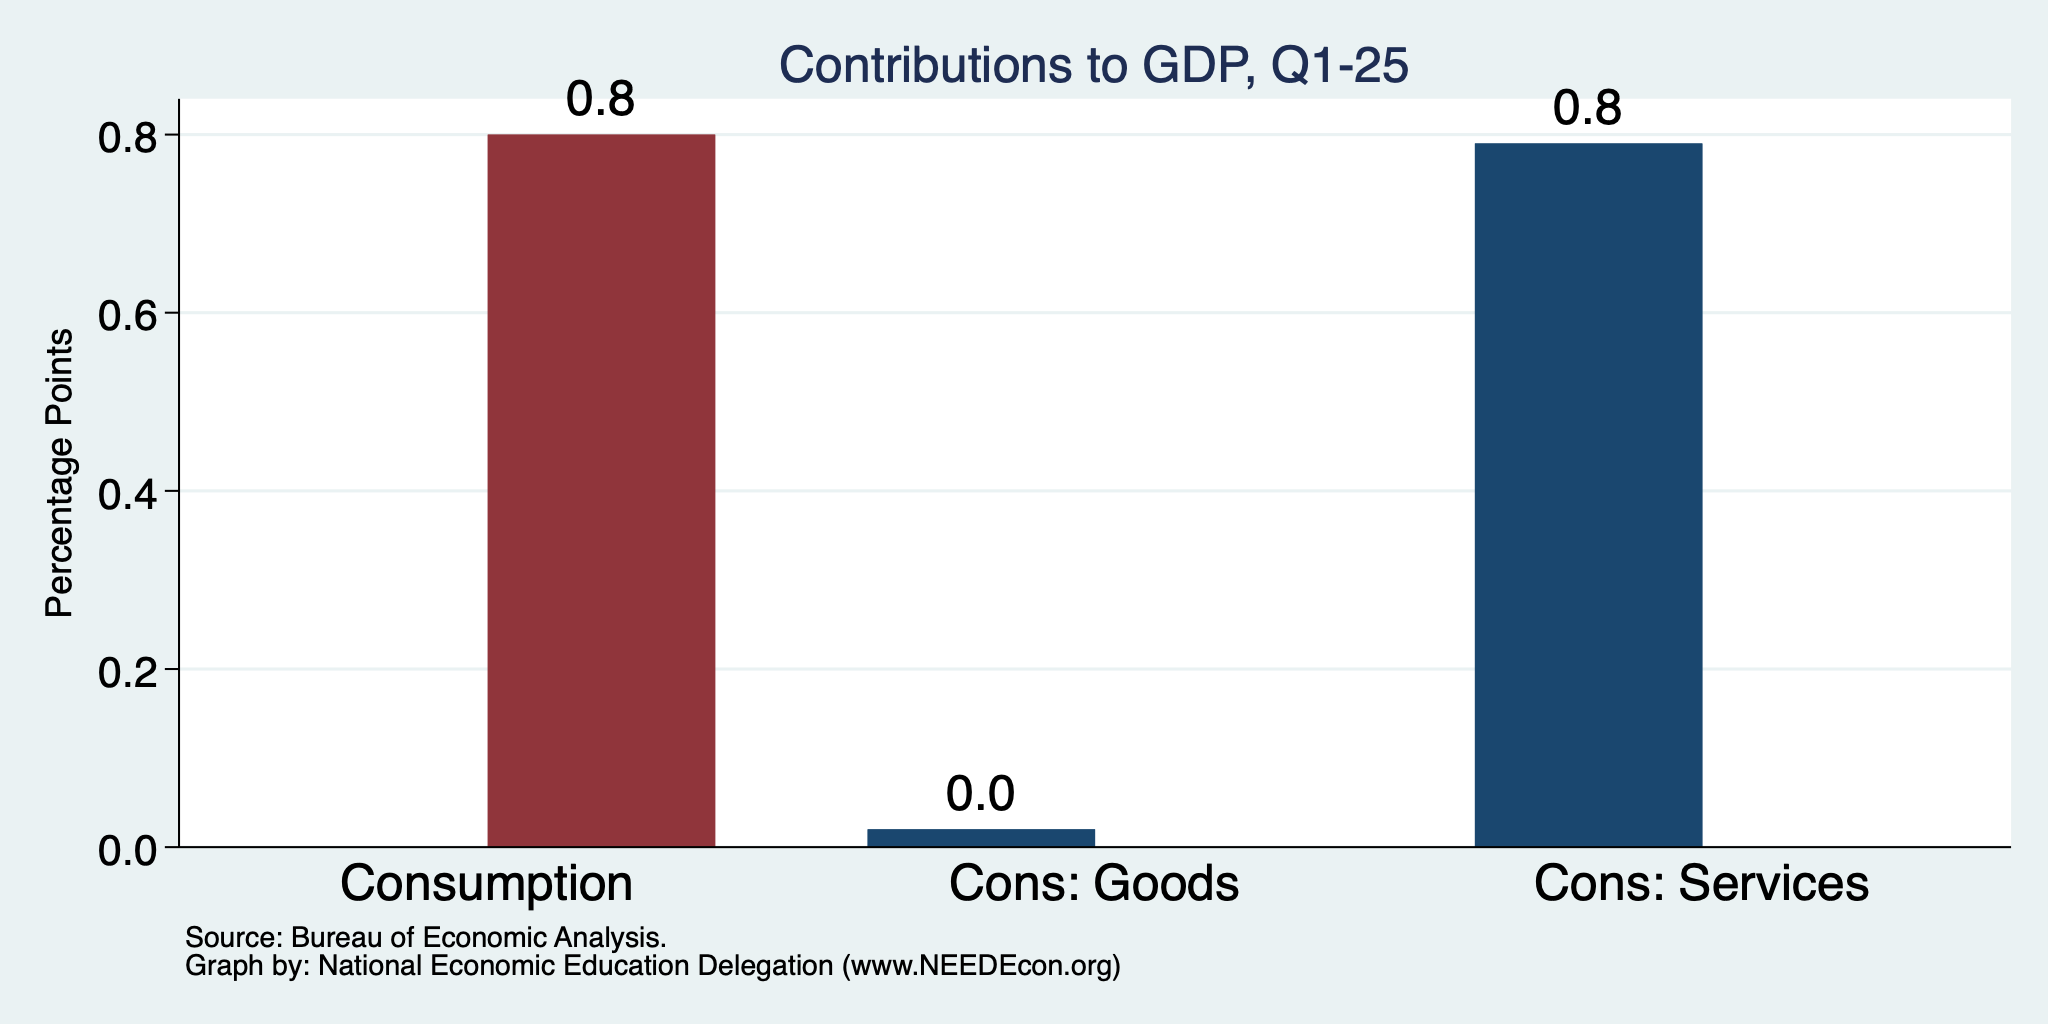 Contributions to GDP, Q1-25
0.8
0.8
0.8
0.6
0.4
0.2
0.0
Percentage Points
0.0
Consumption
Cons: Goods
Cons: Services
Source: Bureau of Economic Analysis.
Graph by: National Economic Education Delegation (www.NEEDEcon.org)